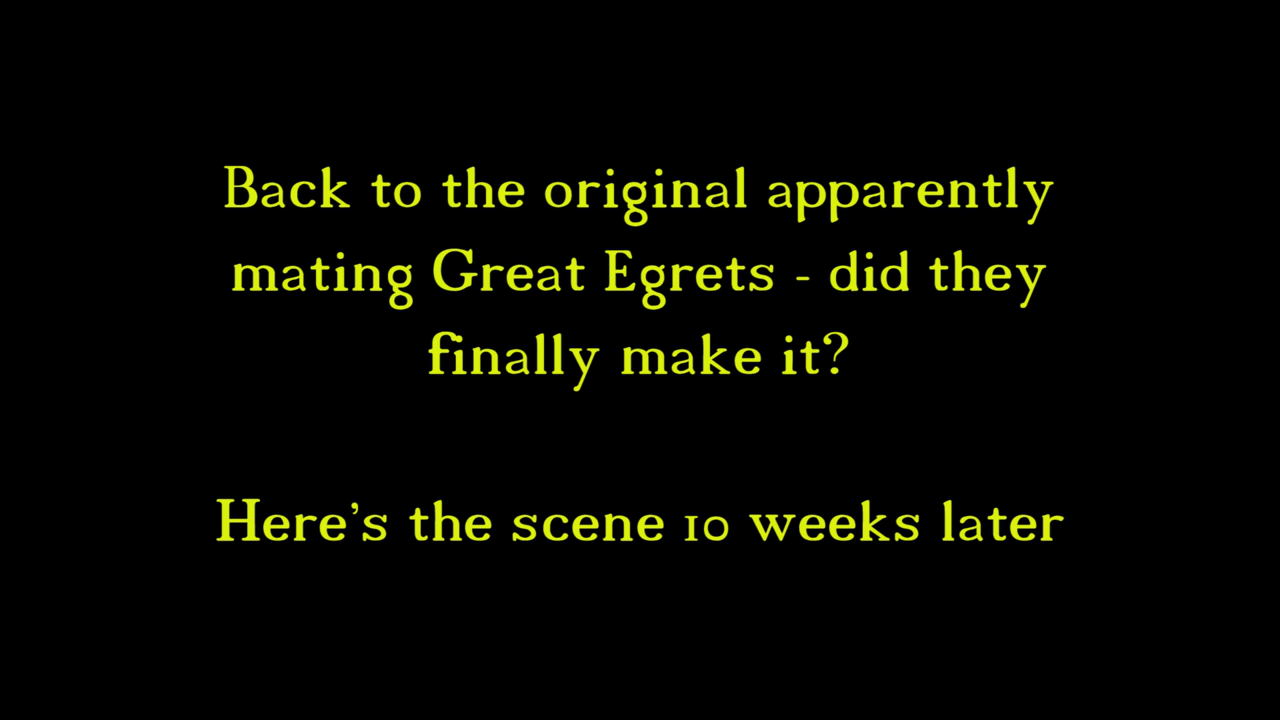 Back to the original apparently
mating Great Egrets - did they
finally make it?
Here's the scene 10 weeks later